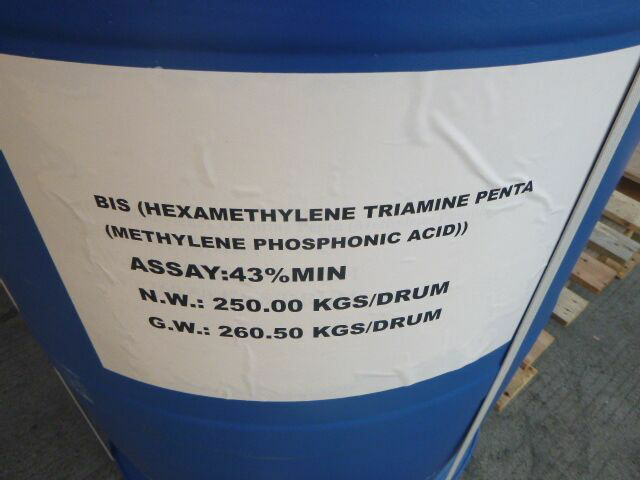 BIS (HEXAMETHYLENE TRIAMINE PENTA
(METHYLENE PHOSPHONIC ACID))
ASSAY:43%MIN
N.W.: 250.00 KGS/DRUM
G.W.: 260.50 KGS/DRUM